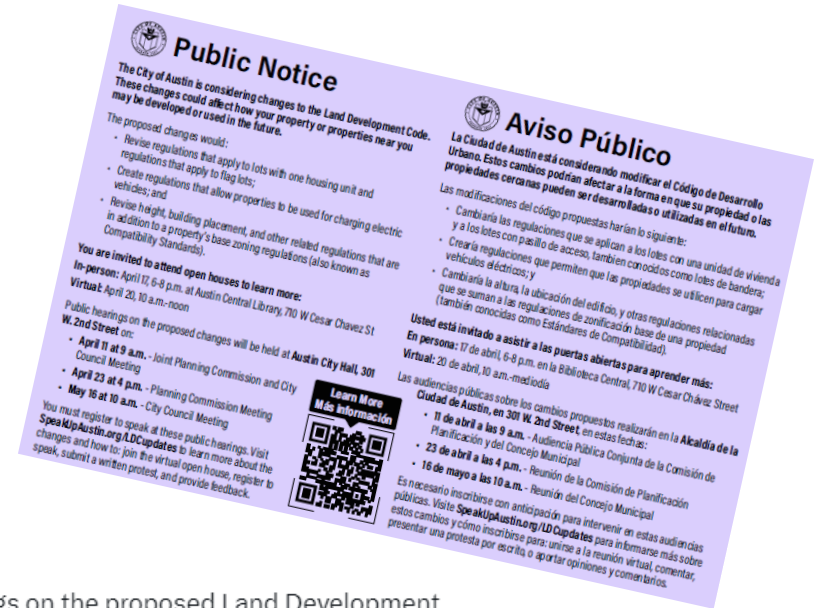 Public Notice
The City of Austin is considering changes to the Land Development Code.
These changes could affect how your property or properties near you
may be developed or used in the future.
The proposed changes would:
• Revise regulations that apply to lots with one housing unit and
regulations that apply to flag lots;
• Create regulations that allow properties to be used for charging electric
vehicles; and
• Revise height, building placement, and other related regulations that are
in addition to a property's base zoning regulations (also known as
Compatibility Standards).
You are invited to attend open houses to learn more:
In-person: April 17, 6-8 p.m. at Austin Central Library, 710 W Cesar Chavez St
Virtual: April 20, 10 a.m.-noon
Public hearings on the proposed changes will be held at Austin City Hall, 301
W. 2nd Street on:
• April 11 at 9 a.m. - Joint Planning Commission and City
Council Meeting
• April 23 at 4 p.m. - Planning Commission Meeting
• May 16 at 10 a.m. - City Council Meeting
You must register to speak at these public hearings. Visit
SpeakUpAustin.org/LDCupdates to learn more about the
changes and how to: join the virtual open house, register to
speak, submit a written protest, and provide feedback.
Learn More
Más Información
Aviso Público
La Ciudad de Austin está considerando modificar el Código de Desarrollo
Urbano. Estos cambios podrían afectar a la forma en que su propiedad o las
propiedades cercanas pueden ser desarrolladas o utilizadas en el futuro.
Las modificaciones del código propuestas harían lo siguiente:
• Cambiaría las regulaciones que se aplican a los lotes con una unidad de vivienda
y a los lotes con pasillo de acceso, tambien conocidos como lotes de bandera;
• Crearía regulaciones que permiten que las propiedades se utilicen para cargar
vehículos eléctricos; y
• Cambiaría la altura, la ubicación del edificio, y otras regulaciones relacionadas
que se suman a las regulaciones de zonificación base de una propiedad
(también conocidas como Estándares de Compatibilidad).
Usted está invitado a asistir a las puertas abiertas para aprender más:
En persona: 17 de abril, 6-8 p.m. en la Biblioteca Central, 710 W Cesar Chávez Street
Virtual: 20 de abril, 10 a.m.-mediodía
Las audiencias públicas sobre los cambios propuestos realizarán en la Alcaldía de la
Ciudad de Austin, en 301 W. 2nd Street, en estas fechas:
• 11 de abril a las 9 a.m. - Audiencia Pública Conjunta de la Comisión de
Planificación y del Concejo Municipal
• 23 de abril a las 4 p.m. - Reunión de la Comisión de Planificación
• 16 de mayo a las 10 a.m. - Reunión del Concejo Municipal
Es necesario inscribirse con anticipación para intervenir en estas audiencias
públicas. Visite SpeakUpAustin.org/LDCupdates para informarse más sobre
estos cambios y cómo inscribirse para: unirse a la reunión virtual, comentar,
presentar una protesta por escrito, o aportar opiniones y comentarios.
on the proposed Land Development